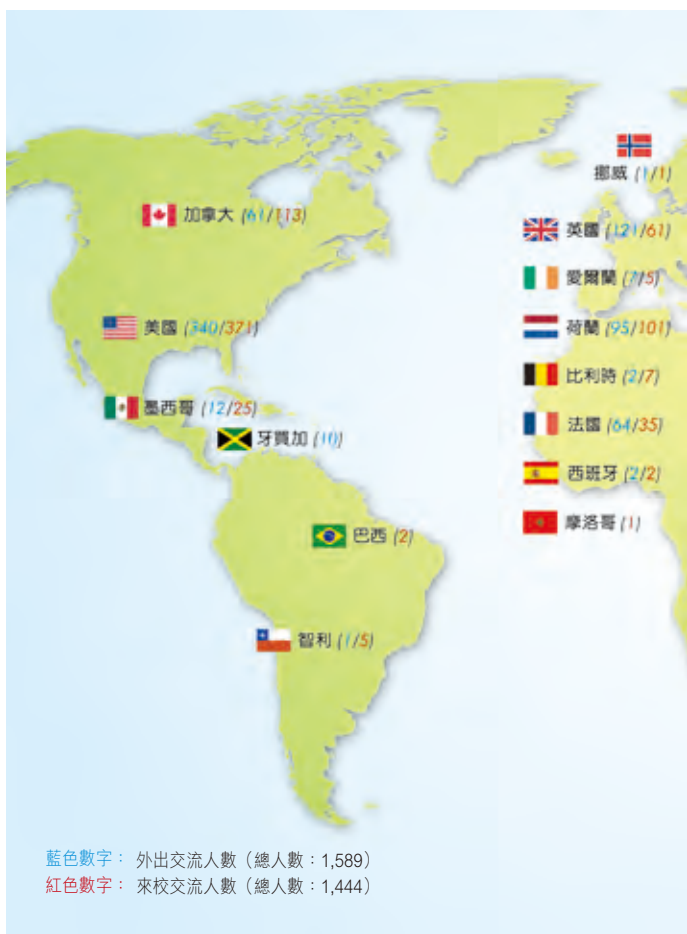 挪威 (1/1)
加拿大 (61/113)
英國 (121/61)
愛爾蘭 (7/5)
美國 (340/371)
荷蘭 (95/101)
比利時 (2/7)
墨西哥 (12/25)
法國 (64/35)
牙買加 (10)
西班牙 (2/2)
摩洛哥 (1)
巴西 (2)
智利 (1/5)
藍色數字: 外出交流人數(總人數:1,589)
紅色數字: 來校交流人數(總人數:1,444)